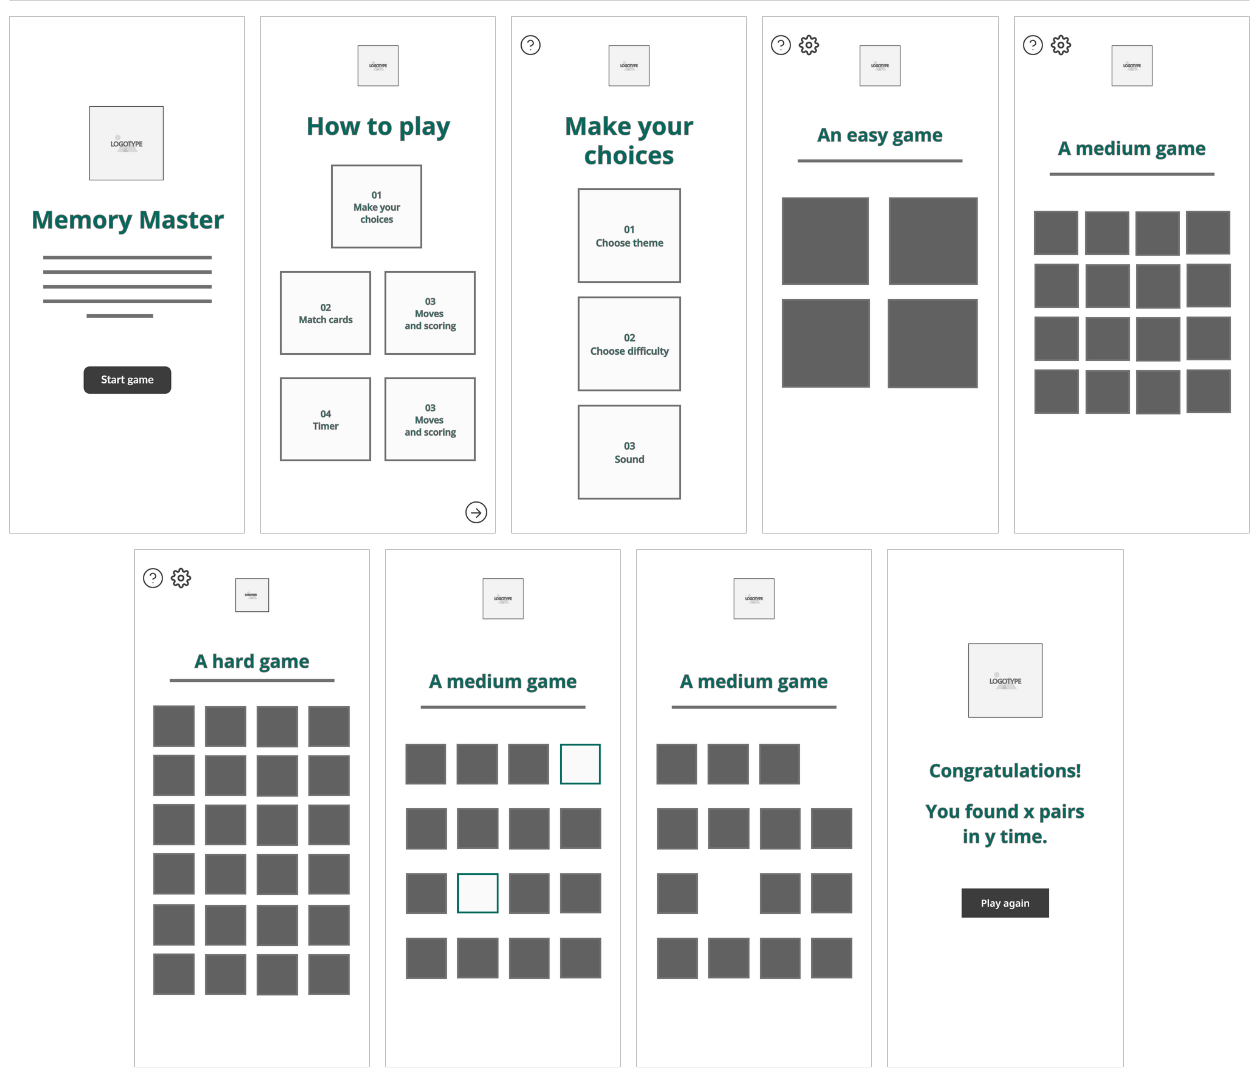 LOGOTYPE
Memory Master
Start game
LOGOTYPE
How to play
01
Make your
choices
02
Match cards
03
Moves
and scoring
04
Timer
03
Moves
and scoring
?
LOGOTYPE
Make your
choices
01
Choose theme
02
Choose difficulty
03
Sound
?
LOGOTYPE
An easy game
?
LOGOTYPE
A medium game
?
LOGOTYPE
A hard game
LOGOTYPE
A medium game
LOGOTYPE
A medium game
LOGOTYPE
Congratulations!
You found x pairs
in y time.
Play again